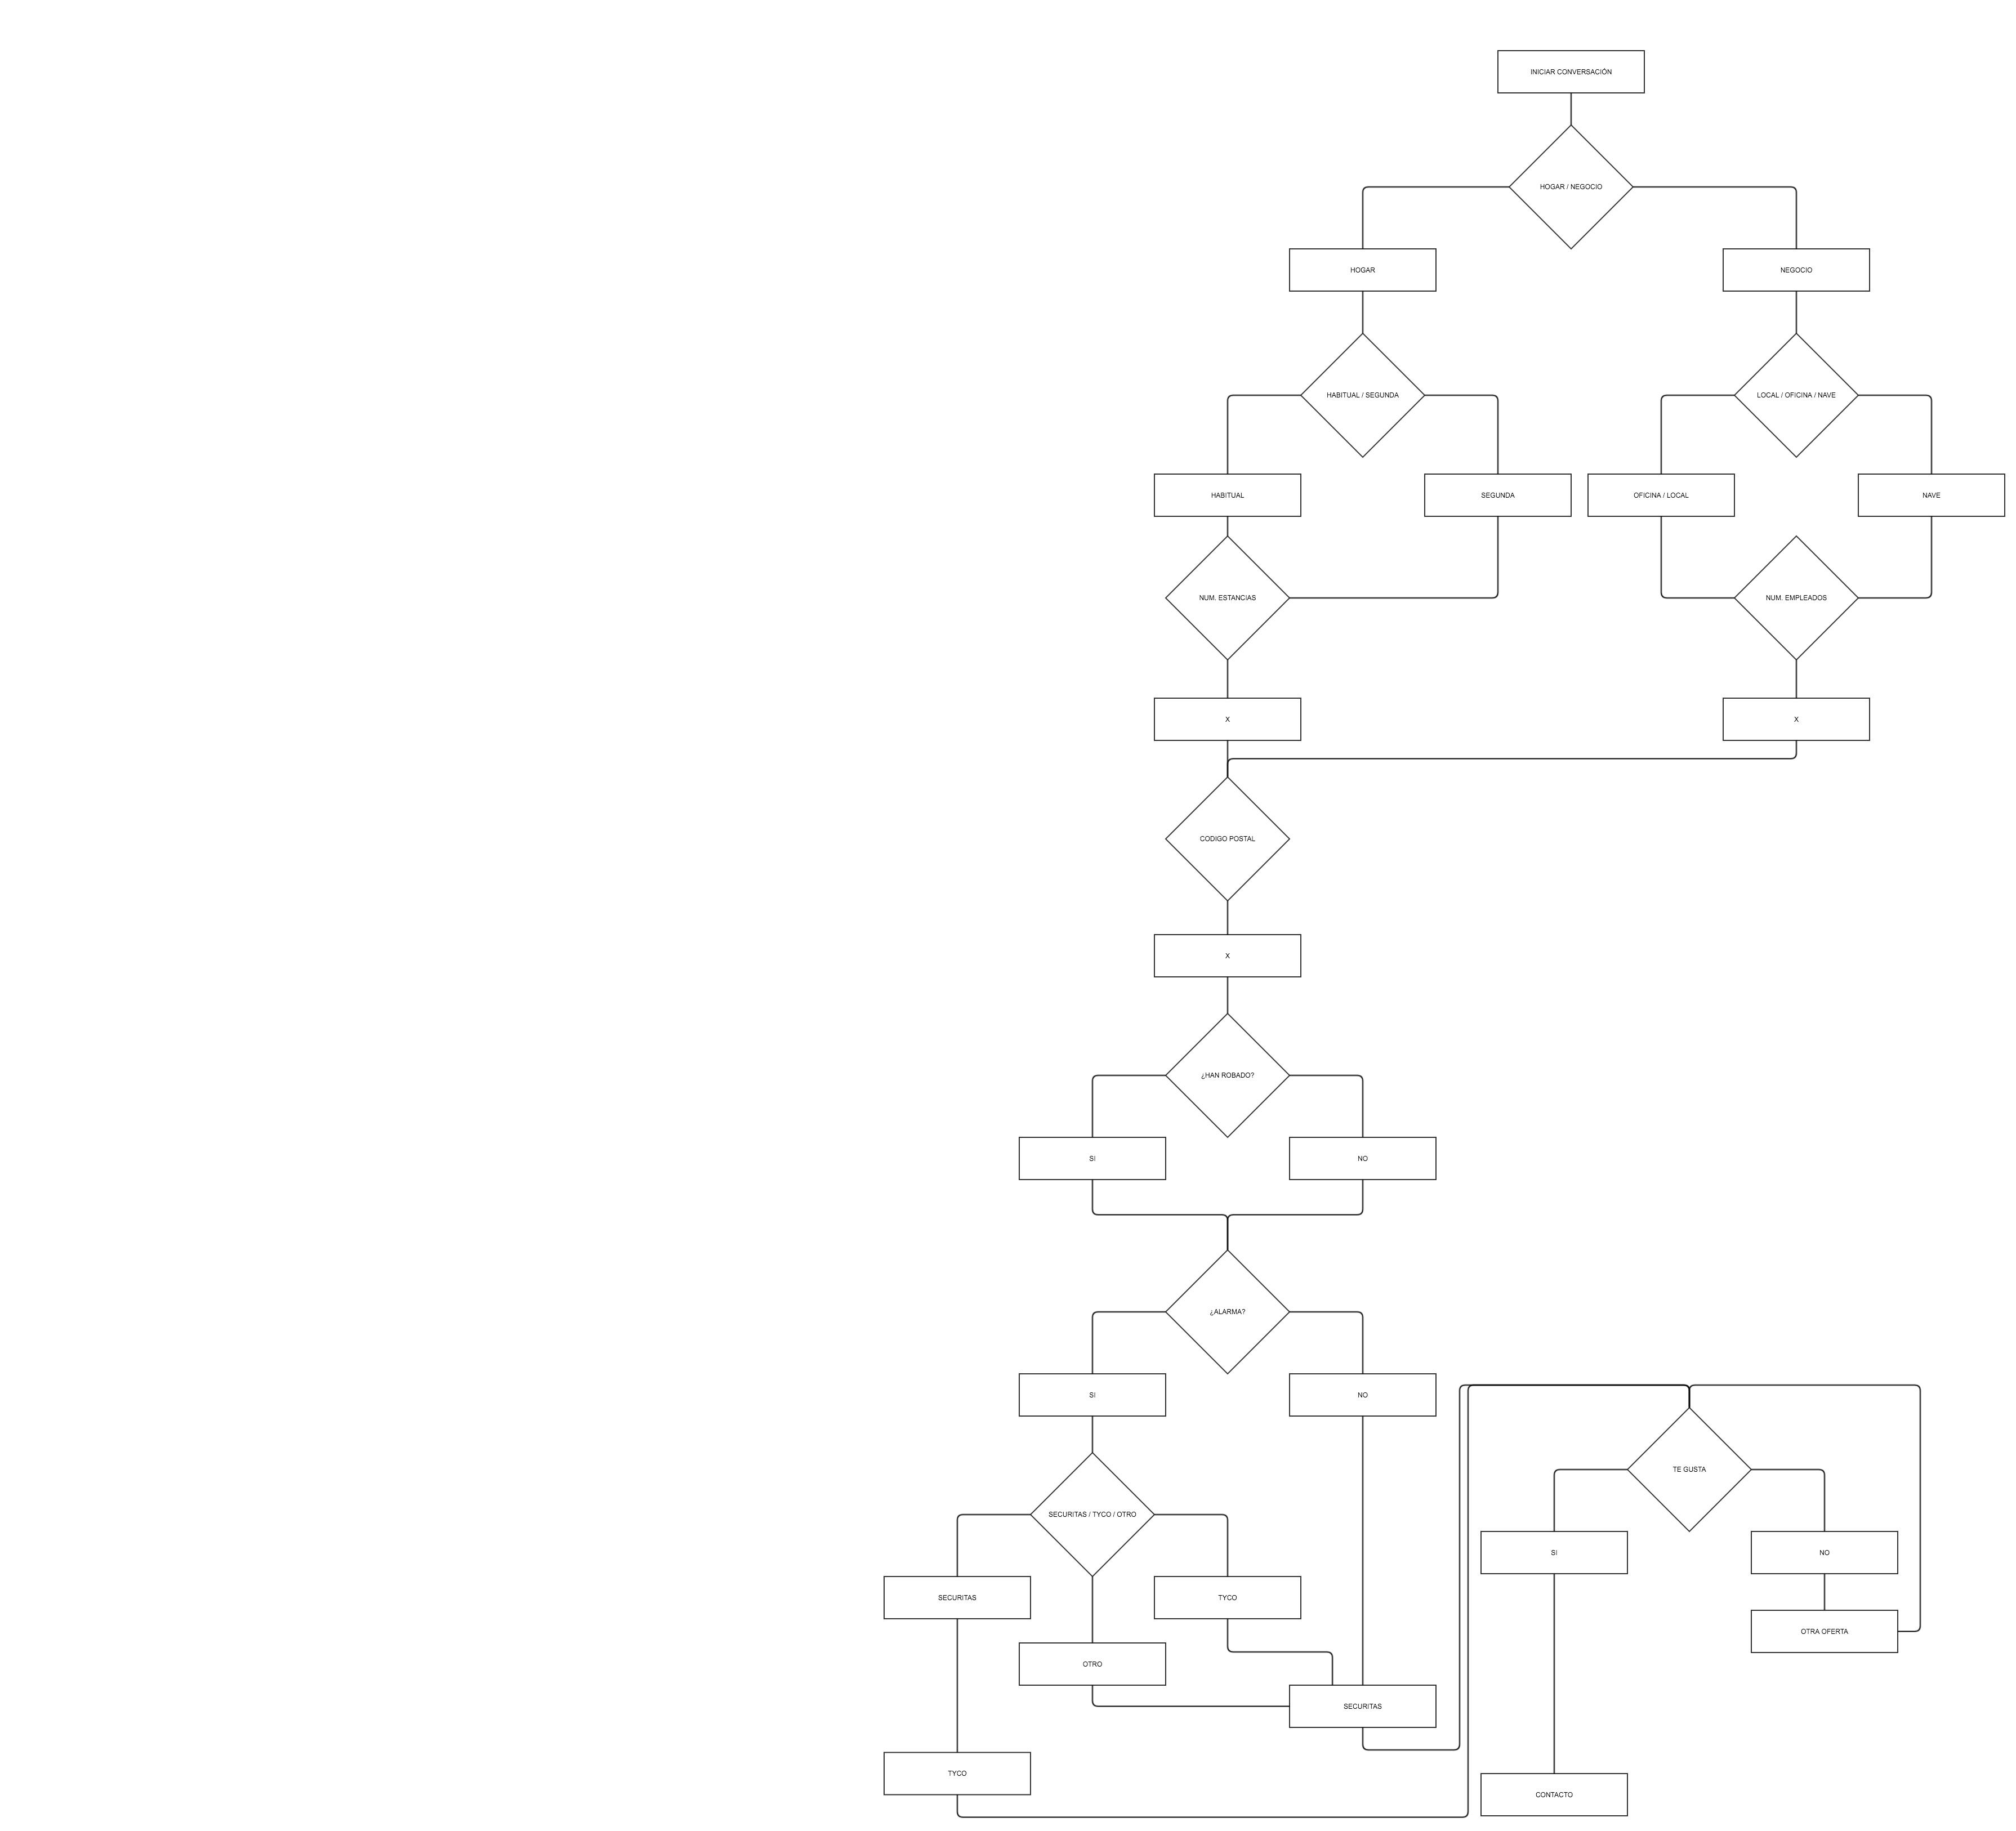 INICIAR CONVERSACIÓN
HOGAR / NEGOCIO
HOGAR
NEGOCIO
HABITUAL / SEGUNDA
LOCAL / OFICINA / NAVE
HABITUAL
SEGUNDA
OFICINA / LOCAL
NAVE
NUM. ESTANCIAS
NUM. EMPLEADOS
X
X
CODIGO POSTAL
X
¿HAN ROBADO?
SI
NO
¿ALARMA?
SI
NO
TE GUSTA
SECURITAS / TYCO / OTRO
SI
NO
SECURITAS
TYCO
OTRA OFERTA
OTRO
SECURITAS
TYCO
CONTACTO